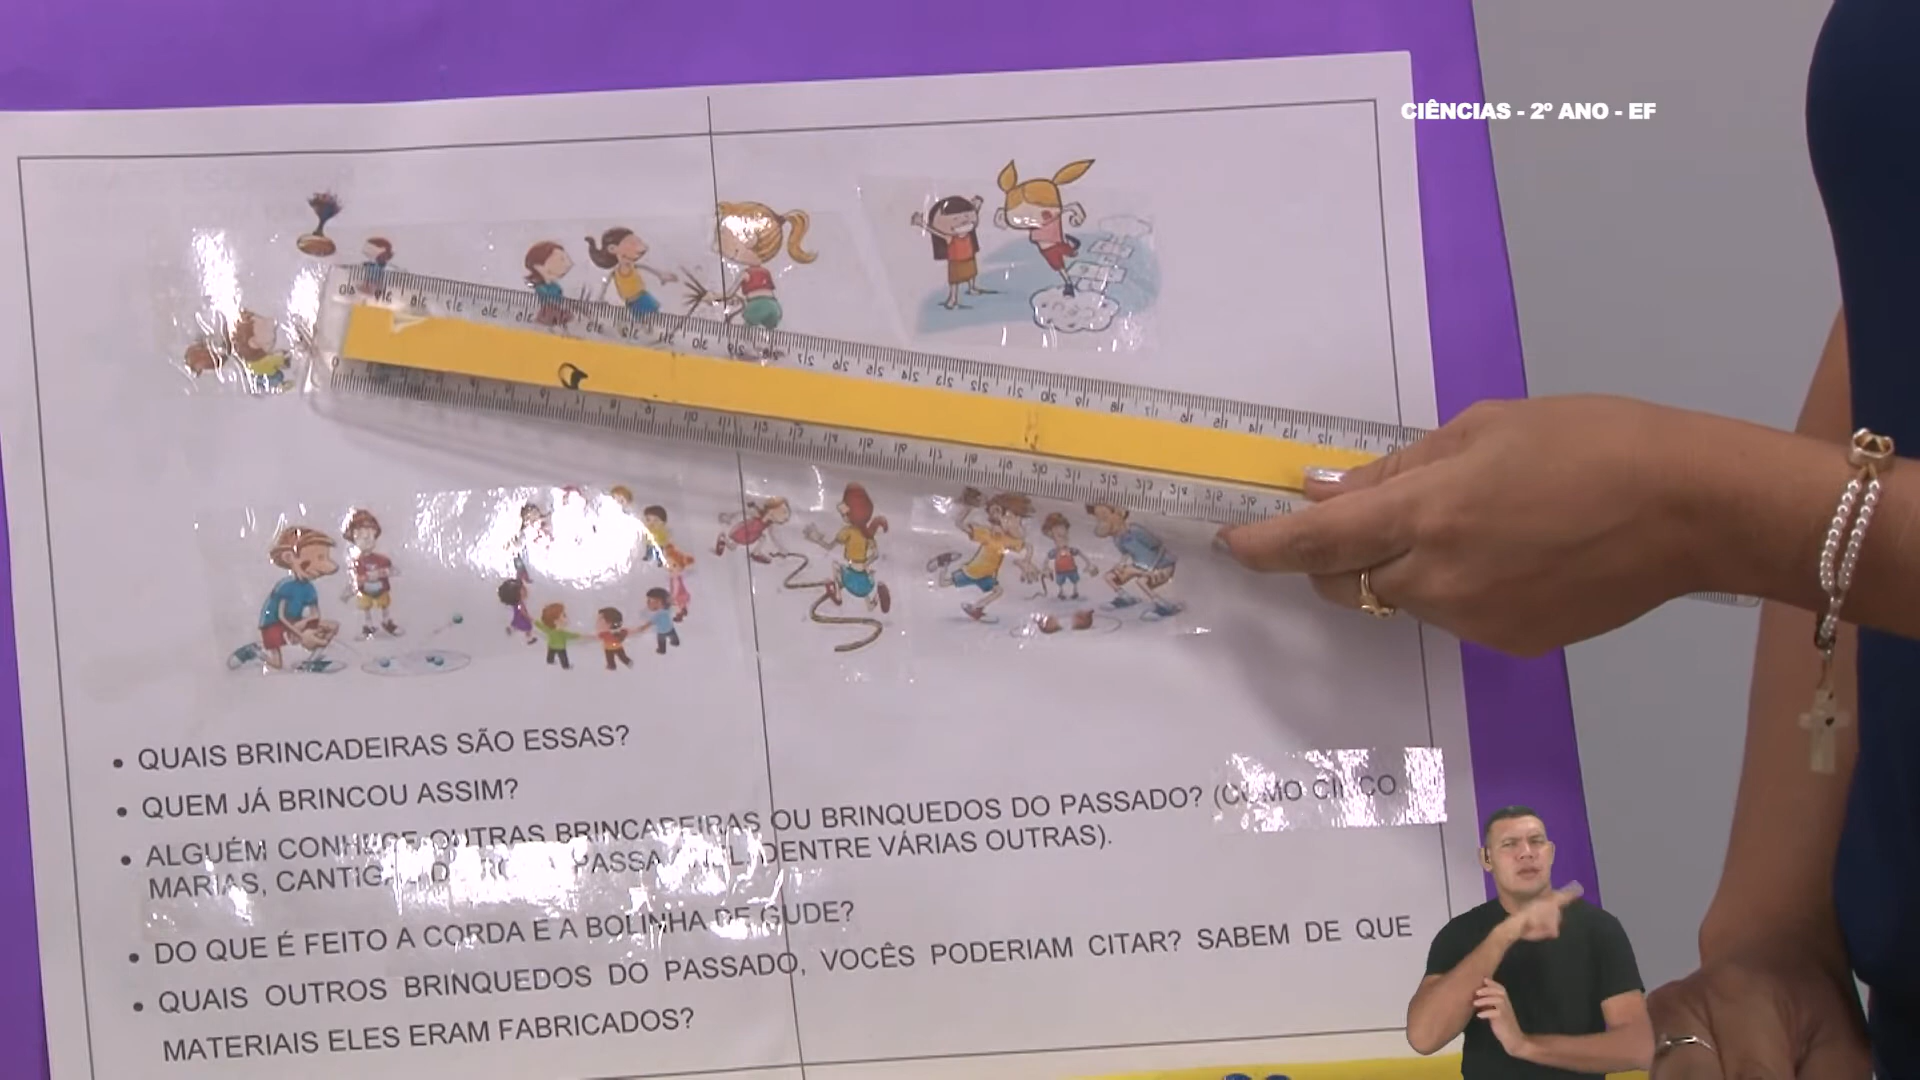 CIÊNCIAS - 2º ANO - EF
• QUAIS BRINCADEIRAS SÃO ESSAS?
• QUEM JÁ BRINCOU ASSIM?
• ALGUÉM CONHECE OUTRAS BRINCADEIRAS OU BRINQUEDOS DO PASSADO? (COMO CINCO
MARIAS, CANTIGA DENTRE VÁRIAS OUTRAS).
• DO QUE É FEITO A CORDA E A BOLINHA DE GUDE?
• QUAIS OUTROS BRINQUEDOS DO PASSADO, VOCÊS PODERIAM CITAR? SABEM DE QUE
MATERIAIS ELES ERAM FABRICADOS?